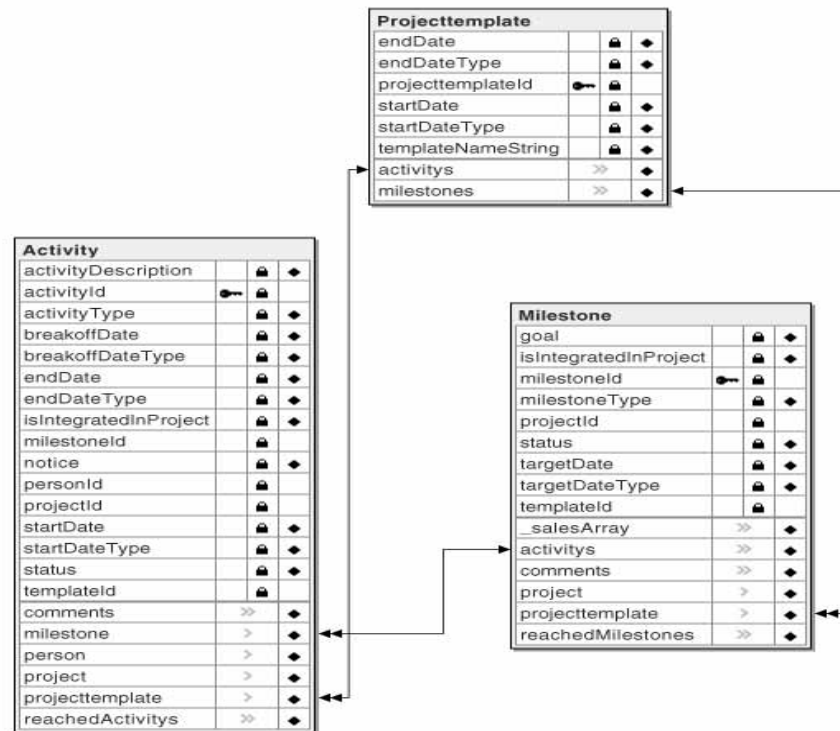 Projecttemplate
endDate
endDateType
projecttemplateId
startDate
startDateType
templateNameString
activitys >>
milestones >>
Activity
activityDescription
activityId
activityType
breakoffDate
breakoffDateType
endDate
endDateType
isIntegratedInProject
milestoneId
notice
personId
projectId
startDate
startDateType
status
templateId
comments >>
milestone >
person >
project >
projecttemplate >
reachedActivitys >>
Milestone
goal
isIntegratedInProject
milestoneId
milestoneType
projectId
status
targetDate
targetDateType
templateId
_salesArray >>
activitys >>
comments >>
project >
projecttemplate >
reachedMilestones >>